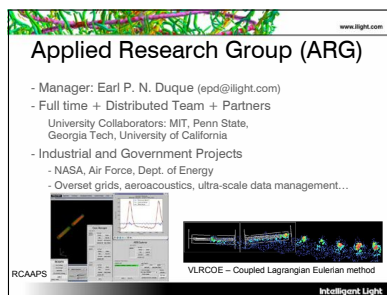 www.ilight.com
Applied Research Group (ARG)
- Manager: Earl P. N. Duque (epd@ilight.com)
- Full time + Distributed Team + Partners
University Collaborators: MIT, Penn State,
Georgia Tech, University of California
- Industrial and Government Projects
- NASA, Air Force, Dept. of Energy
- Overset grids, aeroacoustics, ultra-scale data management…
RCAAPS
VLRCOE – Coupled Lagrangian Eulerian method
Intelligent Light